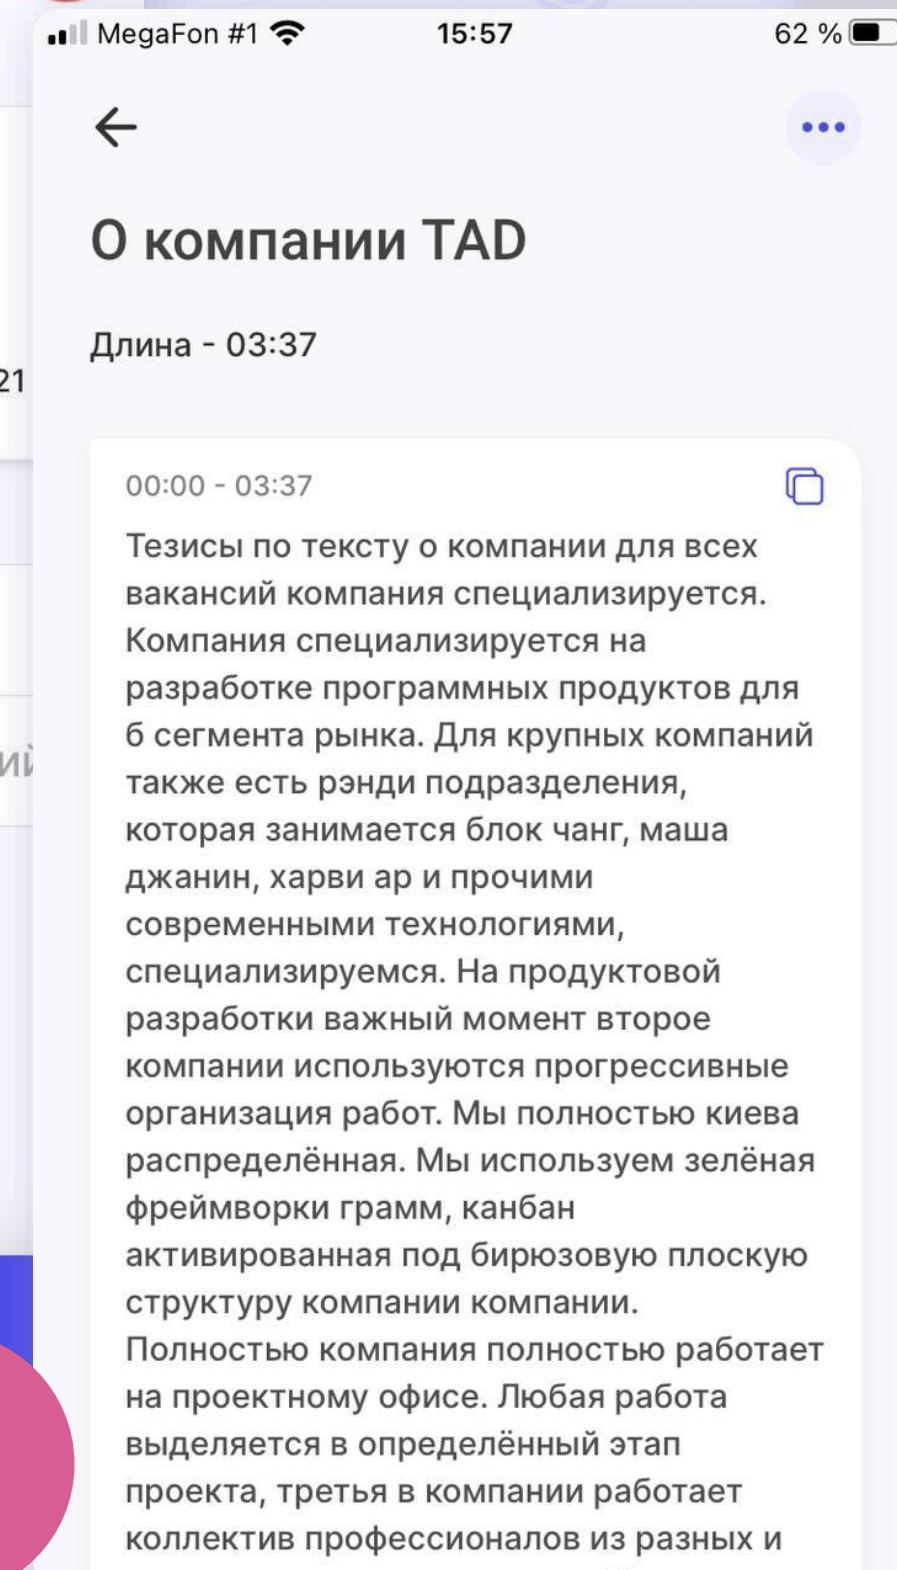 MegaFon #1 15:57 62 %
О компании TAD
Длина - 03:37
21
00:00 - 03:37
Тезисы по тексту о компании для всех
вакансий компания специализируется.
Компания специализируется на
разработке программных продуктов для
б сегмента рынка. Для крупных компаний
ий
также есть рэнди подразделения,
которая занимается блок чанг, маша
джанин, харви ар и прочими
современными технологиями,
специализируемся. На продуктовой
разработки важный момент второе
компании используются прогрессивные
организация работ. Мы полностью киева
распределённая. Мы используем зелёная
фреймворки грамм, канбан
активированная под бирюзовую плоскую
структуру компании компании.
Полностью компания полностью работает
на проектному офисе. Любая работа
выделяется в определённый этап
проекта, третья в компании работает
коллектив профессионалов из разных и